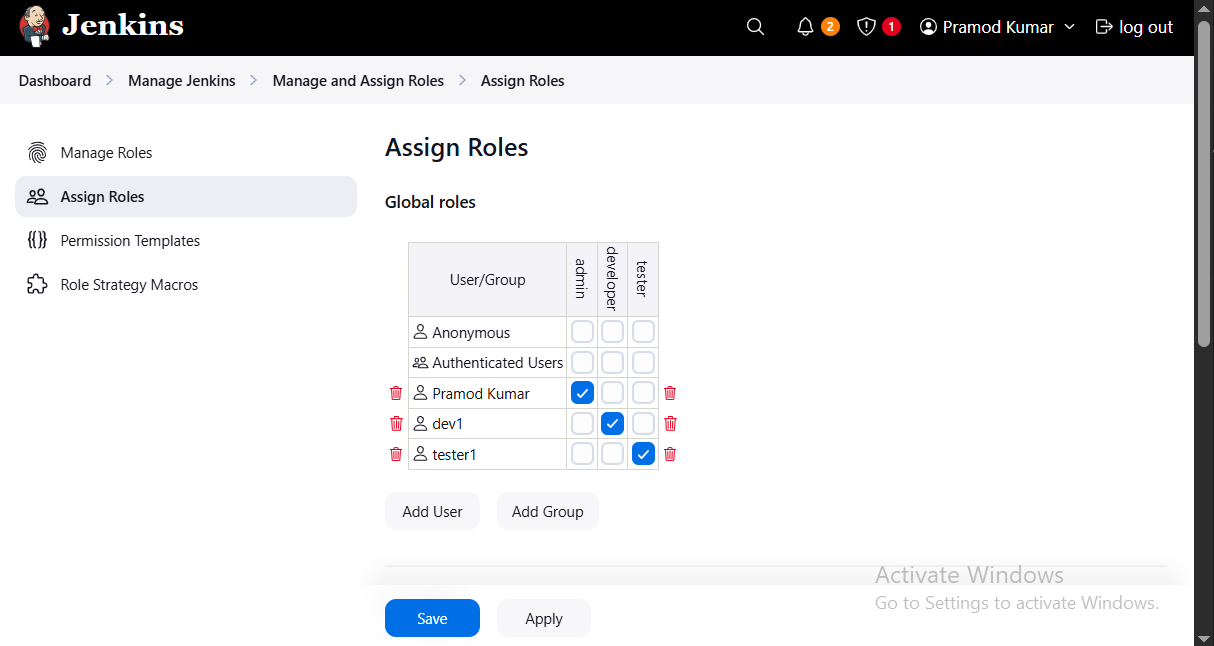 Jenkins
2
1
Pramod Kumar
log out
Dashboard
Manage Jenkins
Manage and Assign Roles
Assign Roles
Manage Roles
Assign Roles
Permission Templates
Role Strategy Macros
Assign Roles
Global roles
User/Group
admin
developer
tester
Anonymous
Authenticated Users
Pramod Kumar
dev1
tester1
Add User
Add Group
Activate Windows
Go to Settings to activate Windows.
Save
Apply